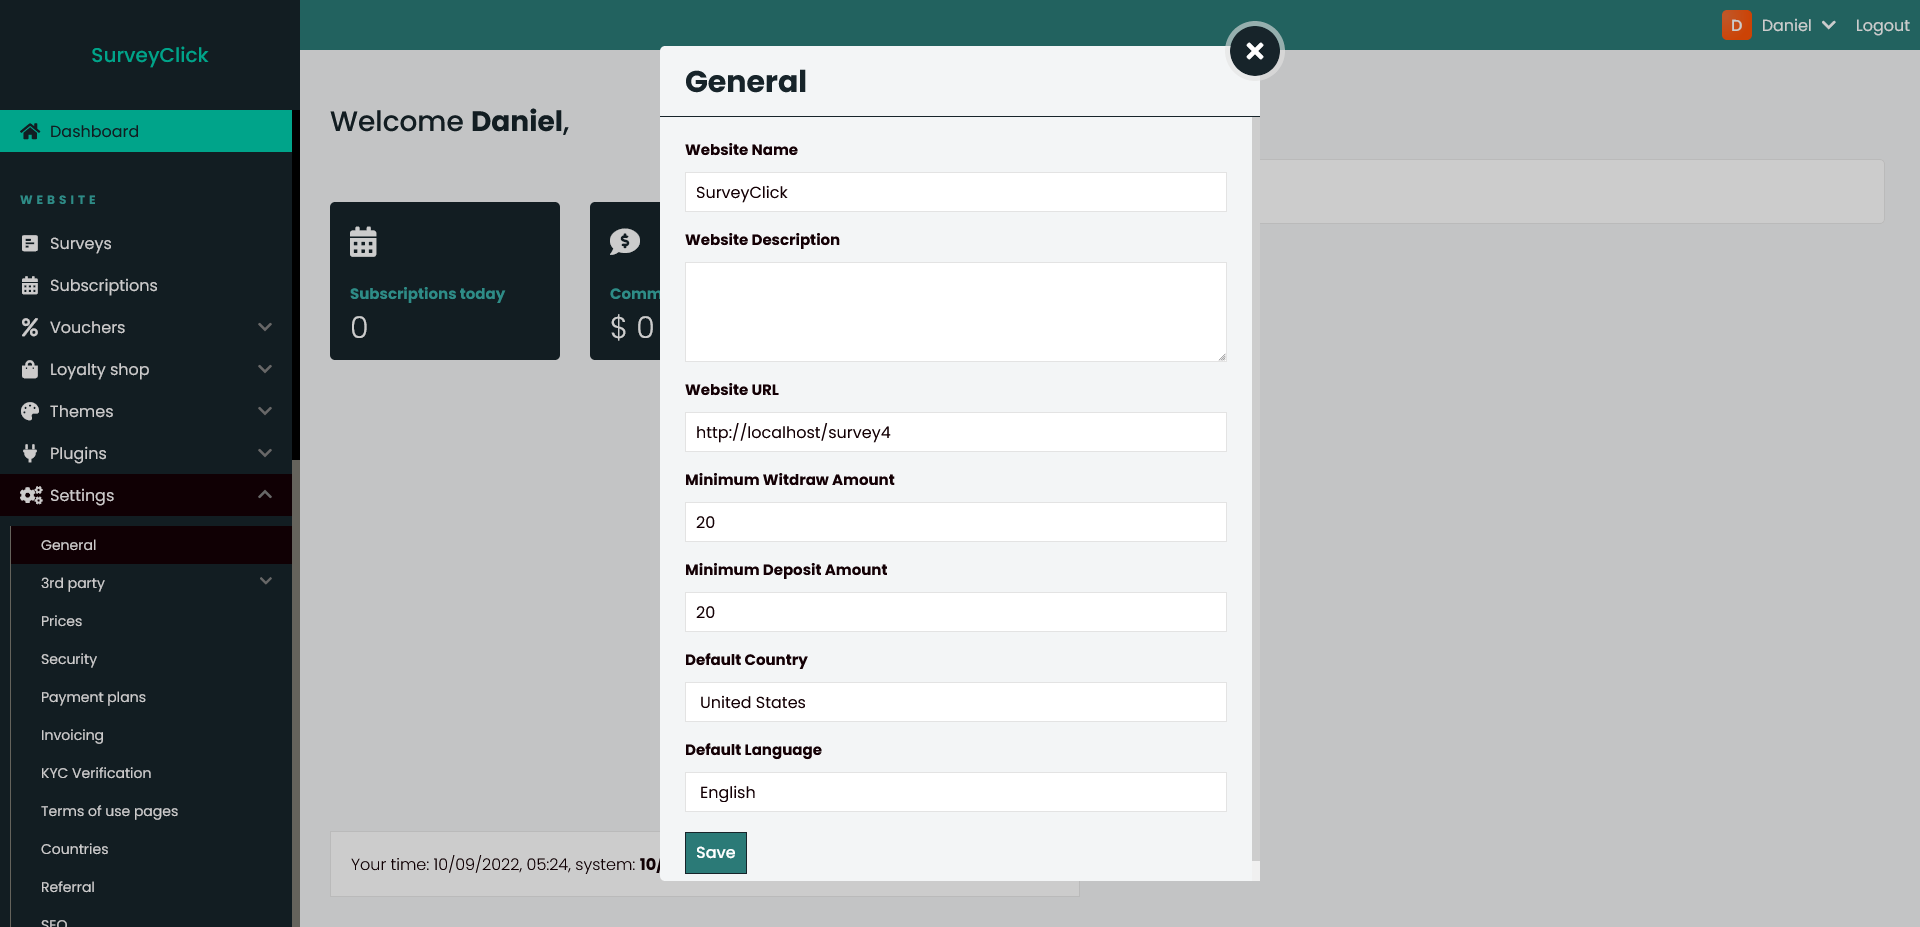 SurveyClick
Dashboard
WEBSITE
Surveys
Subscriptions
Vouchers
Loyalty shop
Themes
Plugins
Settings
General
3rd party
Prices
Security
Payment plans
Invoicing
KYC Verification
Terms of use pages
Countries
Referral
SEO
D Daniel Logout
Welcome Daniel,
Subscriptions today
0
Comm
$ 0
Your time: 10/09/2022, 05:24, system: 10/
General
Website Name
SurveyClick
Website Description
Website URL
http://localhost/survey4
Minimum Witdraw Amount
20
Minimum Deposit Amount
20
Default Country
United States
Default Language
English
Save